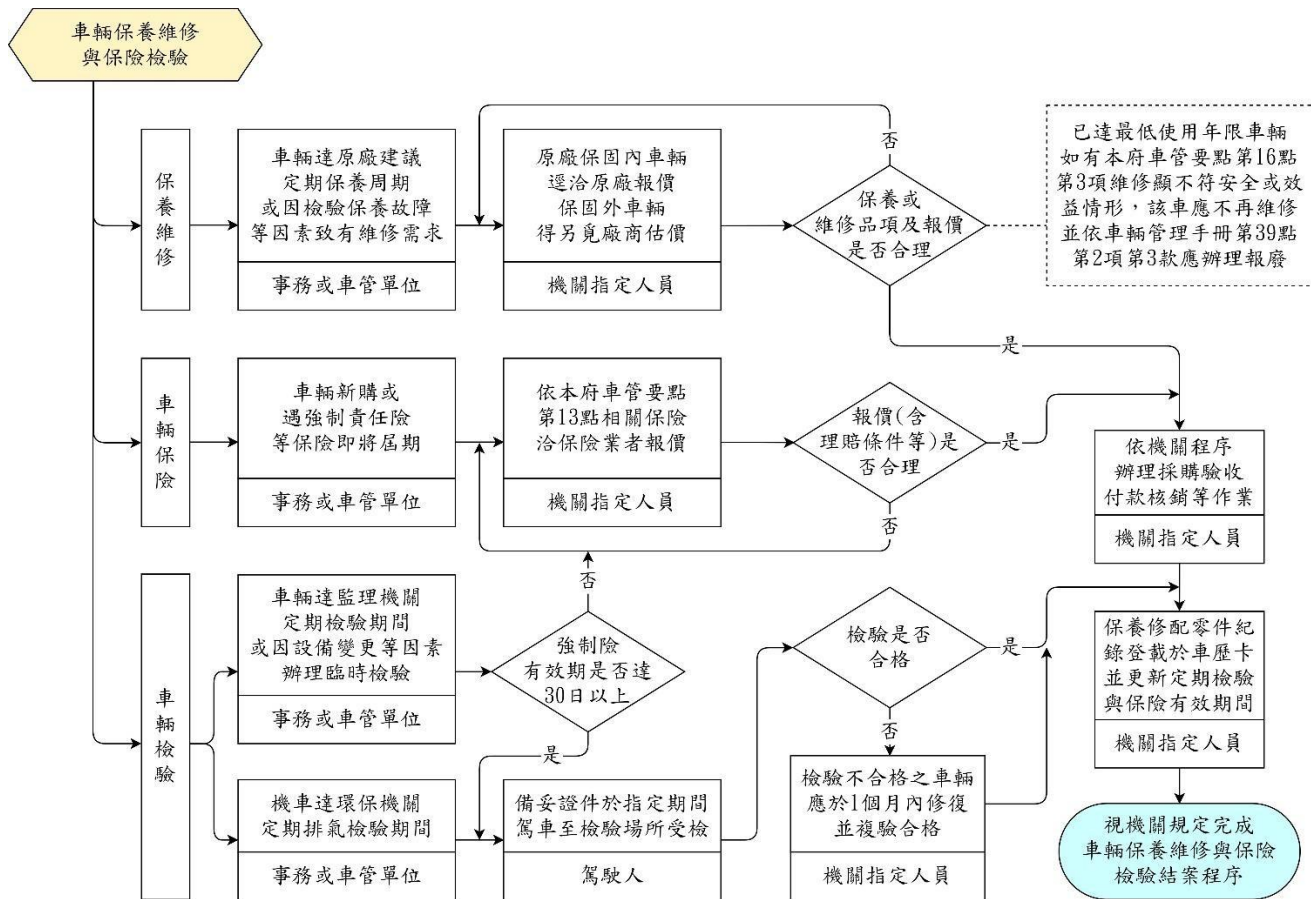 車輛保養維修
與保險檢驗
保養維修
車輛達原廠建議
定期保養周期
或因檢驗保養故障
等因素致有維修需求
事務或車管單位
原廠保固內車輛
逕洽原廠報價
保固外車輛
得另覓廠商估價
機關指定人員
否
保養或
維修品項及報價
是否合理
是
已達最低使用年限車輛
如有本府車管要點第16點
第3項維修顯不符安全或效
益情形，該車應不再維修
並依車輛管理手冊第39點
第2項第3款應辦理報廢
車輛保險
車輛新購或
遇強制責任險
等保險即將屆期
事務或車管單位
依本府車管要點
第13點相關保險
洽保險業者報價
機關指定人員
報價(含
理賠條件等)是
否合理
是
否
依機關程序
辦理採購驗收
付款核銷等作業
機關指定人員
車輛檢驗
車輛達監理機關
定期檢驗期間
或因設備變更等因素
辦理臨時檢驗
事務或車管單位
否
強制險
有效期是否達
30日以上
是
機車達環保機關
定期排氣檢驗期間
事務或車管單位
備妥證件於指定期間
駕車至檢驗場所受檢
駕駛人
檢驗是否
合格
是
否
檢驗不合格之車輛
應於1個月內修復
並複驗合格
機關指定人員
保養修配零件紀
錄登載於車歷卡
並更新定期檢驗
與保險有效期間
機關指定人員
視機關規定完成
車輛保養維修與保險
檢驗結案程序